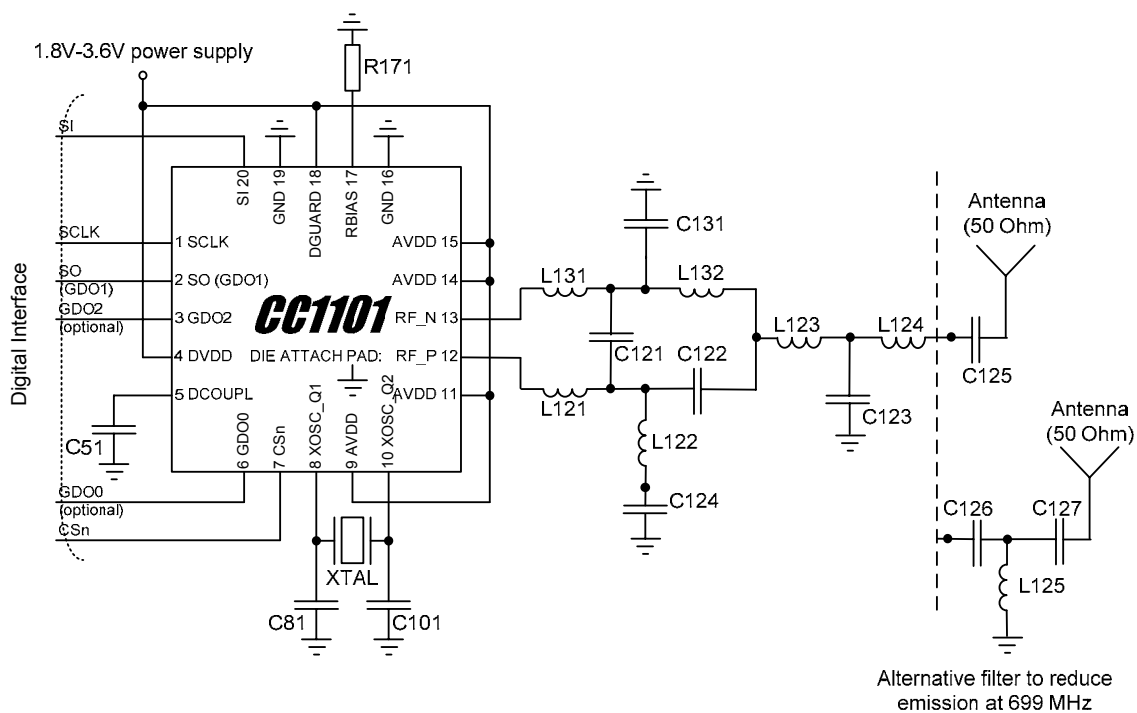 1.8V-3.6V power supply
R171
SI
SI 20
GND 19
DGUARD 18
RBIAS 17
GND 16
Antenna
(50 Ohm)
C131
SCLK
1 SCLK
AVDD 15
SO
(GDO1)
2 SO (GDO1)
AVDD 14
L131
L132
Digital Interface
GDO2
(optional)
3 GDO2
CC1101
RF_N 13
C121
L123
L124
4 DVDD
DIE ATTACH PAD:
RF_P 12
C122
C125
5 DCOUPL
AVDD 11
L121
C123
C51
6 GDO0
7 CSn
8 XOSC_Q1
9 AVDD
10 XOSC_Q2
L122
Antenna
(50 Ohm)
GDO0
(optional)
C124
C126
C127
CSn
XTAL
L125
C81
C101
Alternative filter to reduce
emission at 699 MHz